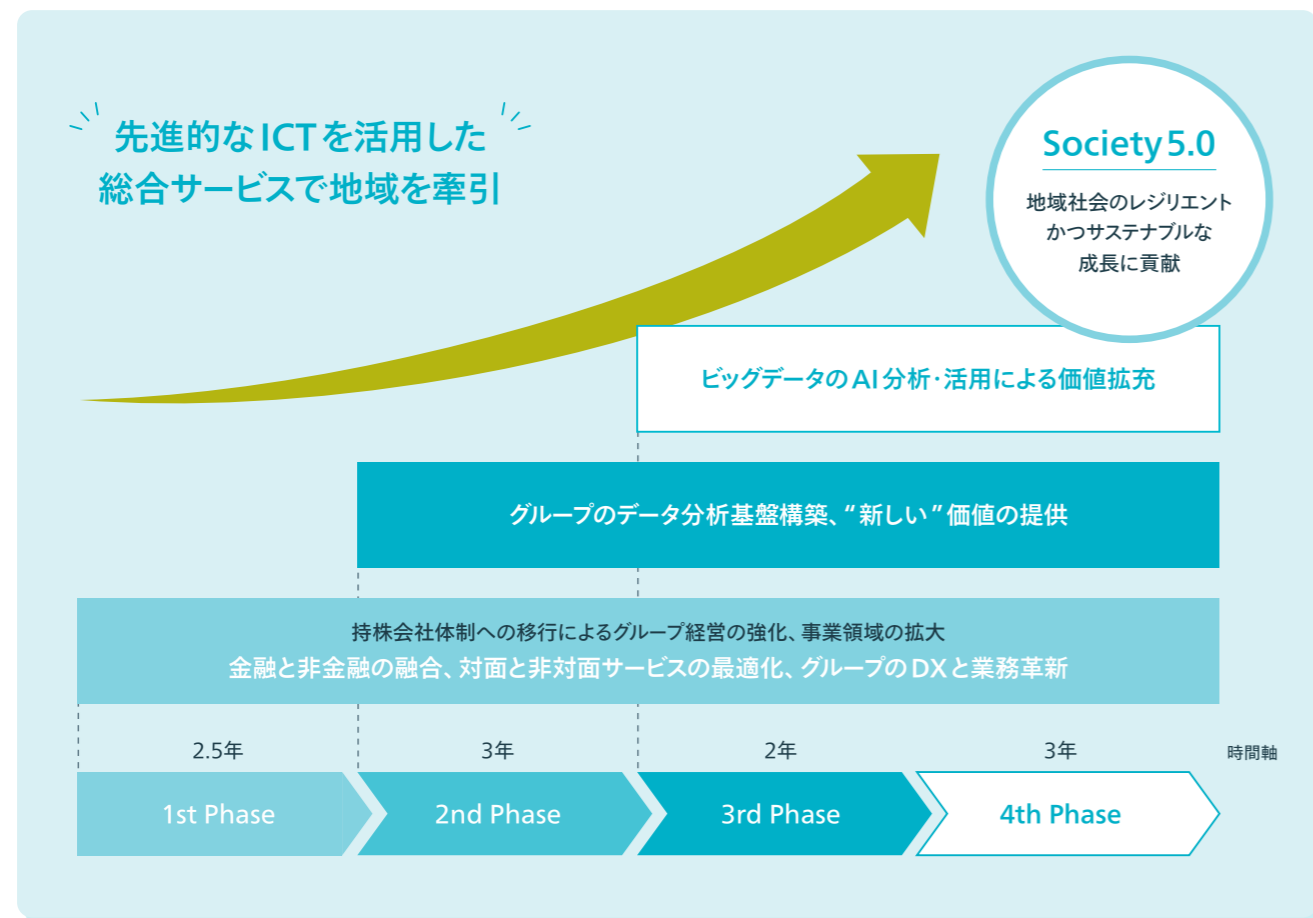 先進的なICTを活用した
総合サービスで地域を牽引
Society5.0
地域社会のレジリエント
かつサステナブルな
成長に貢献
ビッグデータのAI分析・活用による価値拡充
グループのデータ分析基盤構築、“新しい”価値の提供
持株会社体制への移行によるグループ経営の強化、事業領域の拡大
金融と非金融の融合、対面と非対面サービスの最適化、グループのDXと業務革新
2.5年
3年
2年
3年
時間軸
1st Phase
2nd Phase
3rd Phase
4th Phase